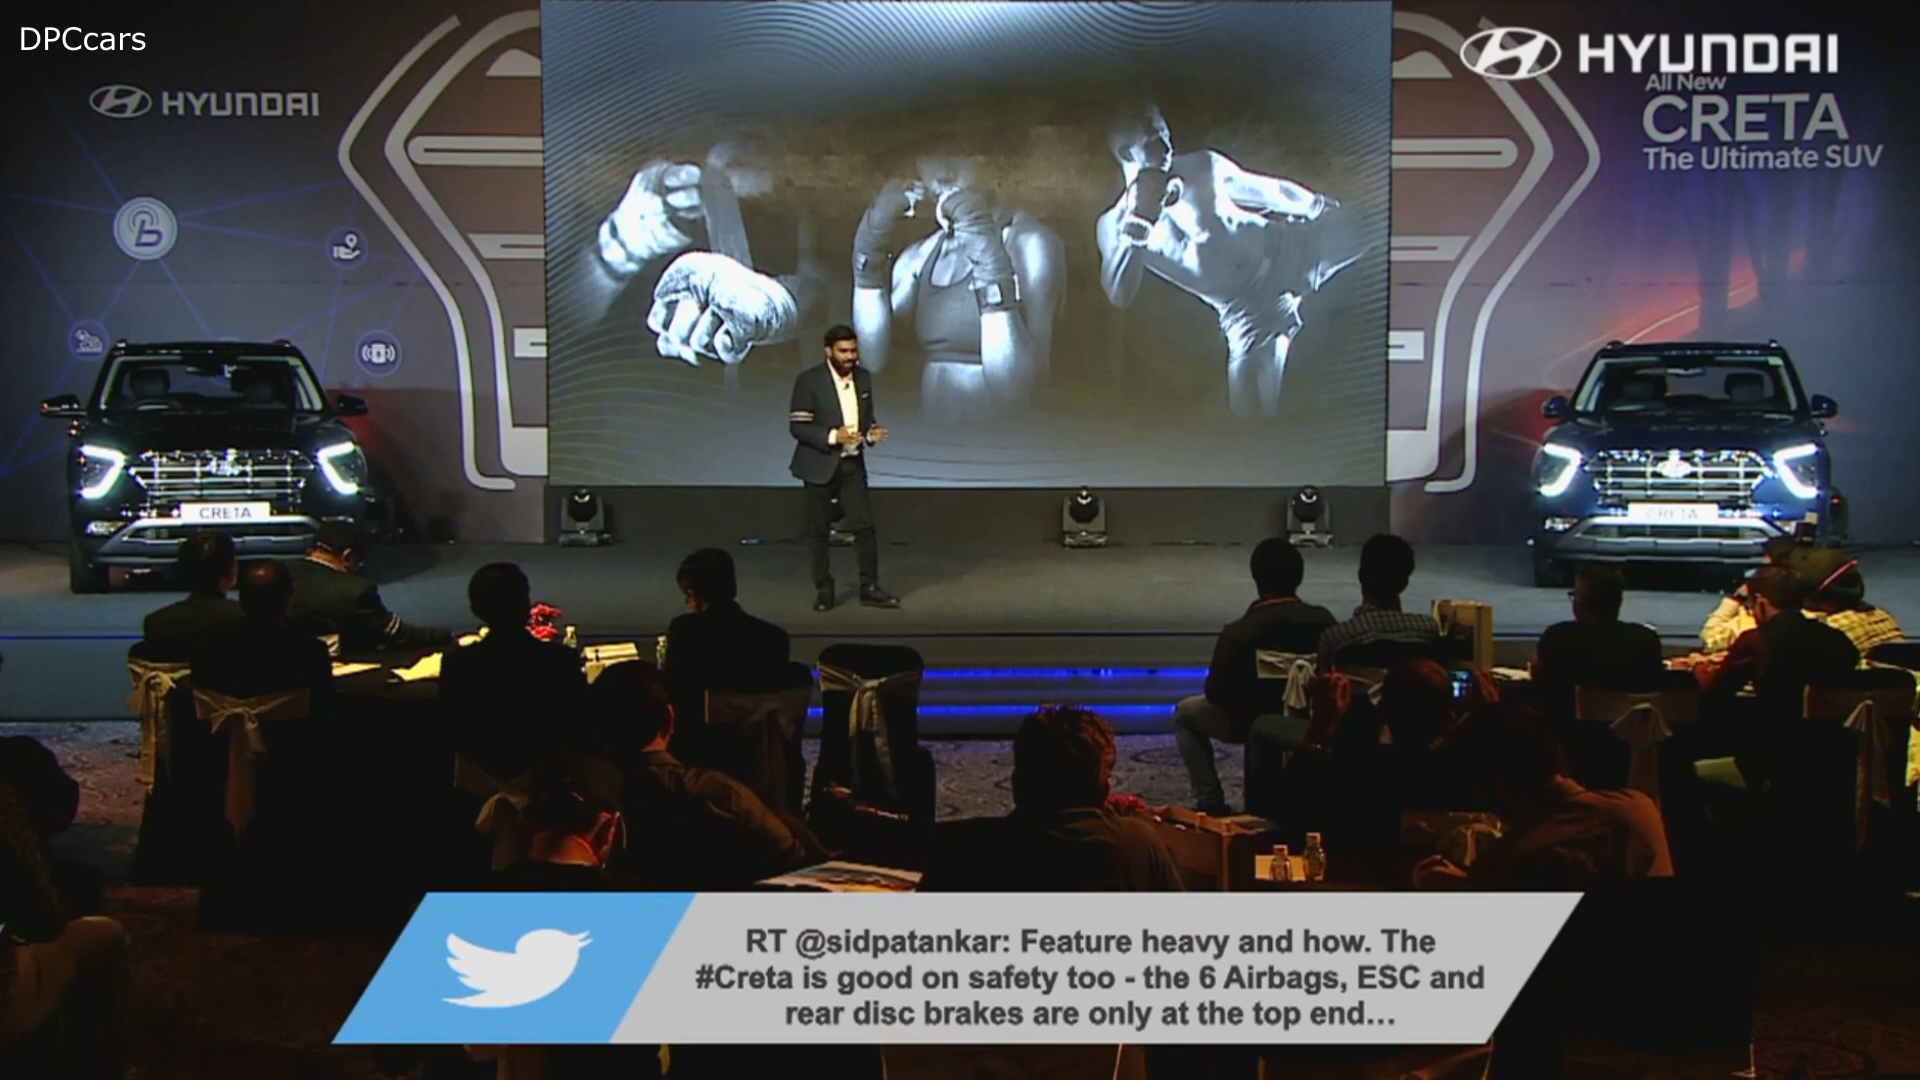 DPCcars
HYUNDAI
HYUNDAI
All New
CRETA
The Ultimate SUV
CRETA
CRETA
RT @sidpatankar: Feature heavy and how. The
#Creta is good on safety too - the 6 Airbags, ESC and
rear disc brakes are only at the top end...